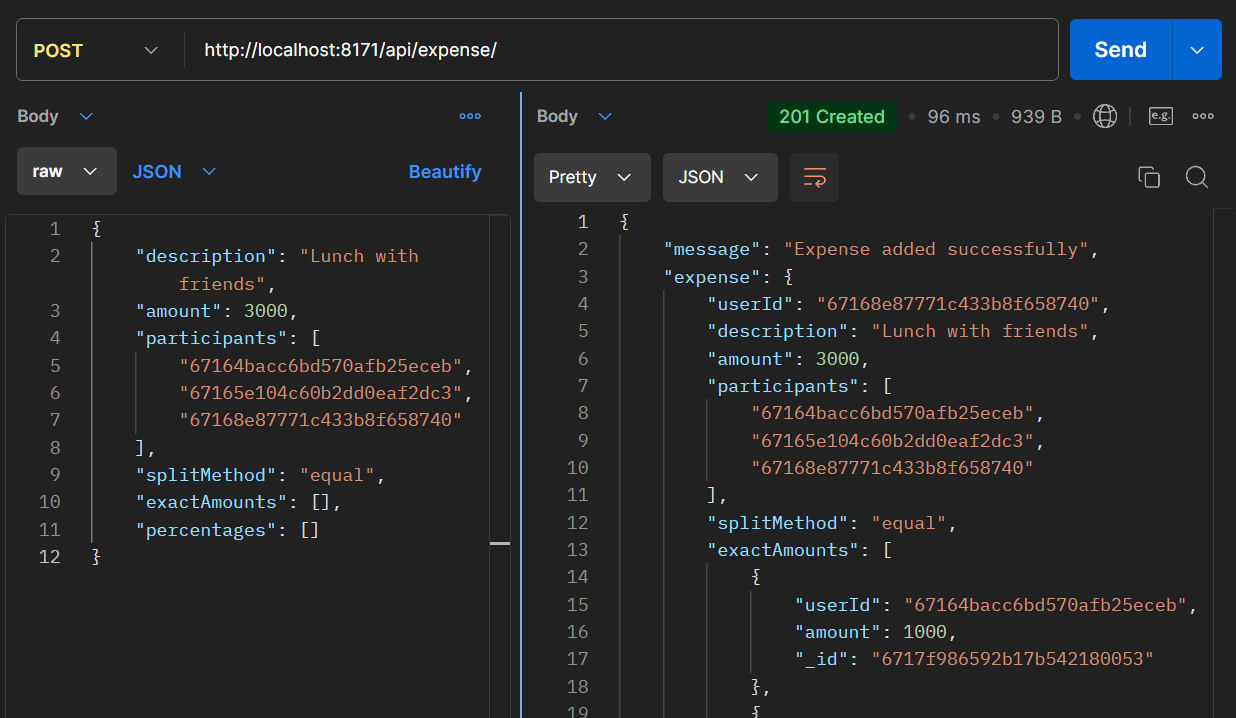 POST http://localhost:8171/api/expense/ Send
Body
raw JSON Beautify
1 {
2 "description": "Lunch with
friends",
3 "amount": 3000,
4 "participants": [
5 "67164bacc6bd570afb25eceb",
6 "67165e104c60b2dd0eaf2dc3",
7 "67168e87771c433b8f658740"
8 ],
9 "splitMethod": "equal",
10 "exactAmounts": [],
11 "percentages": []
12 }
Body 201 Created 96 ms 939 B e.g.
Pretty JSON
1 {
2 "message": "Expense added successfully",
3 "expense": {
4 "userId": "67168e87771c433b8f658740",
5 "description": "Lunch with friends",
6 "amount": 3000,
7 "participants": [
8 "67164bacc6bd570afb25eceb",
9 "67165e104c60b2dd0eaf2dc3",
10 "67168e87771c433b8f658740"
11 ],
12 "splitMethod": "equal",
13 "exactAmounts": [
14 {
15 "userId": "67164bacc6bd570afb25eceb",
16 "amount": 1000,
17 "_id": "6717f986592b17b542180053"
18 },
19 {